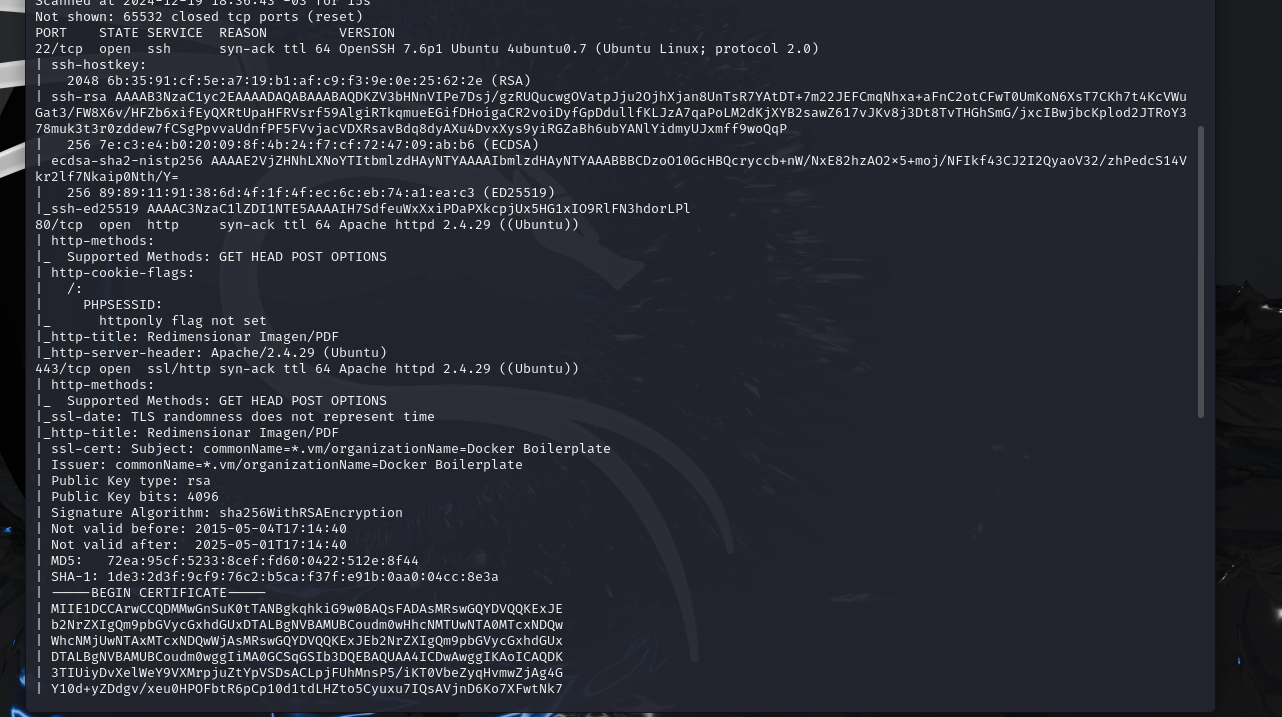 Scanned at 2024-12-19 18:36:43 -03 for 15s
Not shown: 65532 closed tcp ports (reset)
PORT    STATE SERVICE  REASON         VERSION
22/tcp  open  ssh      syn-ack ttl 64 OpenSSH 7.6p1 Ubuntu 4ubuntu0.7 (Ubuntu Linux; protocol 2.0)
| ssh-hostkey:
|   2048 6b:35:91:cf:5e:a7:19:b1:af:c9:f3:9e:0e:25:62:2e (RSA)
| ssh-rsa AAAAB3NzaC1yc2EAAAADAQABAAABAQDKZV3bHNnVIPe7Dsj/gzRUQucwgOVatpJju2OjhXjan8UnTsR7YAtDT+7m22JEFCmqNhxa+aFnC2otCFwT0UmKoN6XsT7CKh7t4KcVWu
Gat3/FW8X6v/HFZb6xifEyQXRtUpaHFRVsrf59AlgiRTkqmueEGifDHoigaCR2voiDyfGpDdullfKLJzA7qaPoLM2dKjXYB2sawZ617vJKv8j3Dt8TvTHGhSmG/jxcIBwjbcKplod2JTRoY3
78muk3t3r0zddew7fCSgPpvvaUdnfPF5FVvjacVDXRsavBdq8dyAXu4DvxXys9yiRGZaBh6ubYANlYidmyUJxmff9woQqP
|   256 7e:c3:e4:b0:20:09:8f:4b:24:f7:cf:72:47:09:ab:b6 (ECDSA)
| ecdsa-sha2-nistp256 AAAAE2VjZHNhLXNoYTItbmlzdHAyNTYAAAAIbmlzdHAyNTYAAABBBCDzoO10GcHBQcryccb+nW/NxE82hzAO2×5+moj/NFIkf43CJ2I2QyaoV32/zhPedcS14V
kr2lf7Nkaip0Nth/Y=
|   256 89:89:11:91:38:6d:4f:1f:4f:ec:6c:eb:74:a1:ea:c3 (ED25519)
|_ssh-ed25519 AAAAC3NzaC1lZDI1NTE5AAAAIH7SdfeuWxXxiPDaPXkcpjUx5HG1xIO9RlFN3hdorLPl
80/tcp  open  http     syn-ack ttl 64 Apache httpd 2.4.29 ((Ubuntu))
| http-methods:
|_  Supported Methods: GET HEAD POST OPTIONS
| http-cookie-flags:
|   /:
|     PHPSESSID:
|_      httponly flag not set
|_http-title: Redimensionar Imagen/PDF
|_http-server-header: Apache/2.4.29 (Ubuntu)
443/tcp open  ssl/http syn-ack ttl 64 Apache httpd 2.4.29 ((Ubuntu))
| http-methods:
|_  Supported Methods: GET HEAD POST OPTIONS
|_ssl-date: TLS randomness does not represent time
|_http-title: Redimensionar Imagen/PDF
| ssl-cert: Subject: commonName=*.vm/organizationName=Docker Boilerplate
| Issuer: commonName=*.vm/organizationName=Docker Boilerplate
| Public Key type: rsa
| Public Key bits: 4096
| Signature Algorithm: sha256WithRSAEncryption
| Not valid before: 2015-05-04T17:14:40
| Not valid after:  2025-05-01T17:14:40
| MD5:   72ea:95cf:5233:8cef:fd60:0422:512e:8f44
| SHA-1: 1de3:2d3f:9cf9:76c2:b5ca:f37f:e91b:0aa0:04cc:8e3a
| -----BEGIN CERTIFICATE-----
| MIIE1DCCArwCCQDMMwGnSuK0tTANBgkqhkiG9w0BAQsFADAsMRswGQYDVQQKExJE
| b2NrZXIgQm9pbGVycGxhdGUxDTALBgNVBAMUBCoudm0wHhcNMTUwNTA0MTcxNDQw
| WhcNMjUwNTAxMTcxNDQwWjAsMRswGQYDVQQKExJEb2NrZXIgQm9pbGVycGxhdGUx
| DTALBgNVBAMUBCoudm0wggIiMA0GCSqGSIb3DQEBAQUAA4ICDwAwggIKAoICAQDK
| 3TIUiyDvXelWeY9VXMrpjuZtYpVSDsACLpjFUhMnsP5/iKT0VbeZyqHvmwZjAg4G
| Y10d+yZDdgv/xeu0HPOFbtR6pCp10d1tdLHZto5Cyuxu7IQsAVjnD6Ko7XFwtNk7